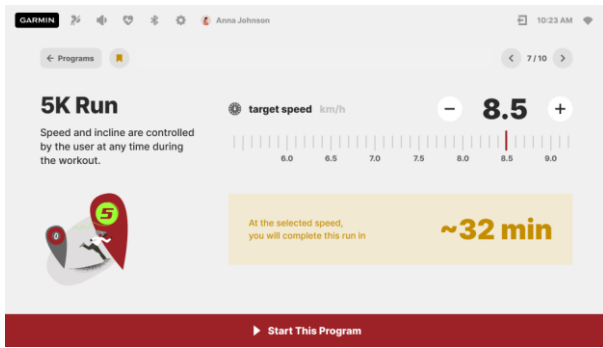 GARMIN
Anna Johnson
10:23 AM
Programs
7/10
5K Run
Speed and incline are controlled
by the user at any time during
the workout.
target speed km/h
8.5
6.0 6.5 7.0 7.5 8.0 8.5 9.0
0
5
At the selected speed,
you will complete this run in
~32 min
Start This Program